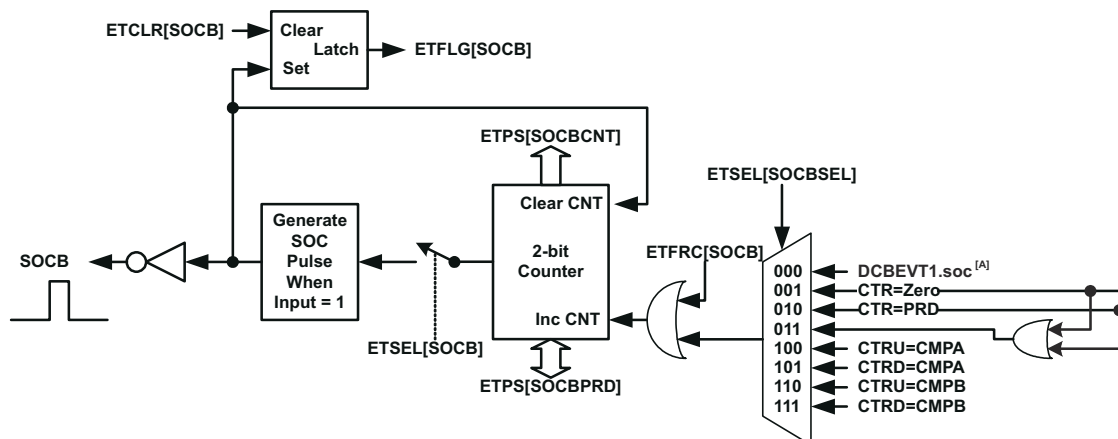 ETCLR[SOCB]
Clear
Latch
Set
ETFLG[SOCB]
ETPS[SOCBCNT]
ETSEL[SOCBSEL]
Clear CNT
Generate
SOC
Pulse
When
Input = 1
2-bit
Counter
Inc CNT
SOCB
ETSEL[SOCB]
ETPS[SOCBPRD]
ETFRC[SOCB]
000 DCBEVT1.soc[A]
001 CTR=Zero
010 CTR=PRD
011
100 CTRU=CMPA
101 CTRD=CMPA
110 CTRU=CMPB
111 CTRD=CMPB